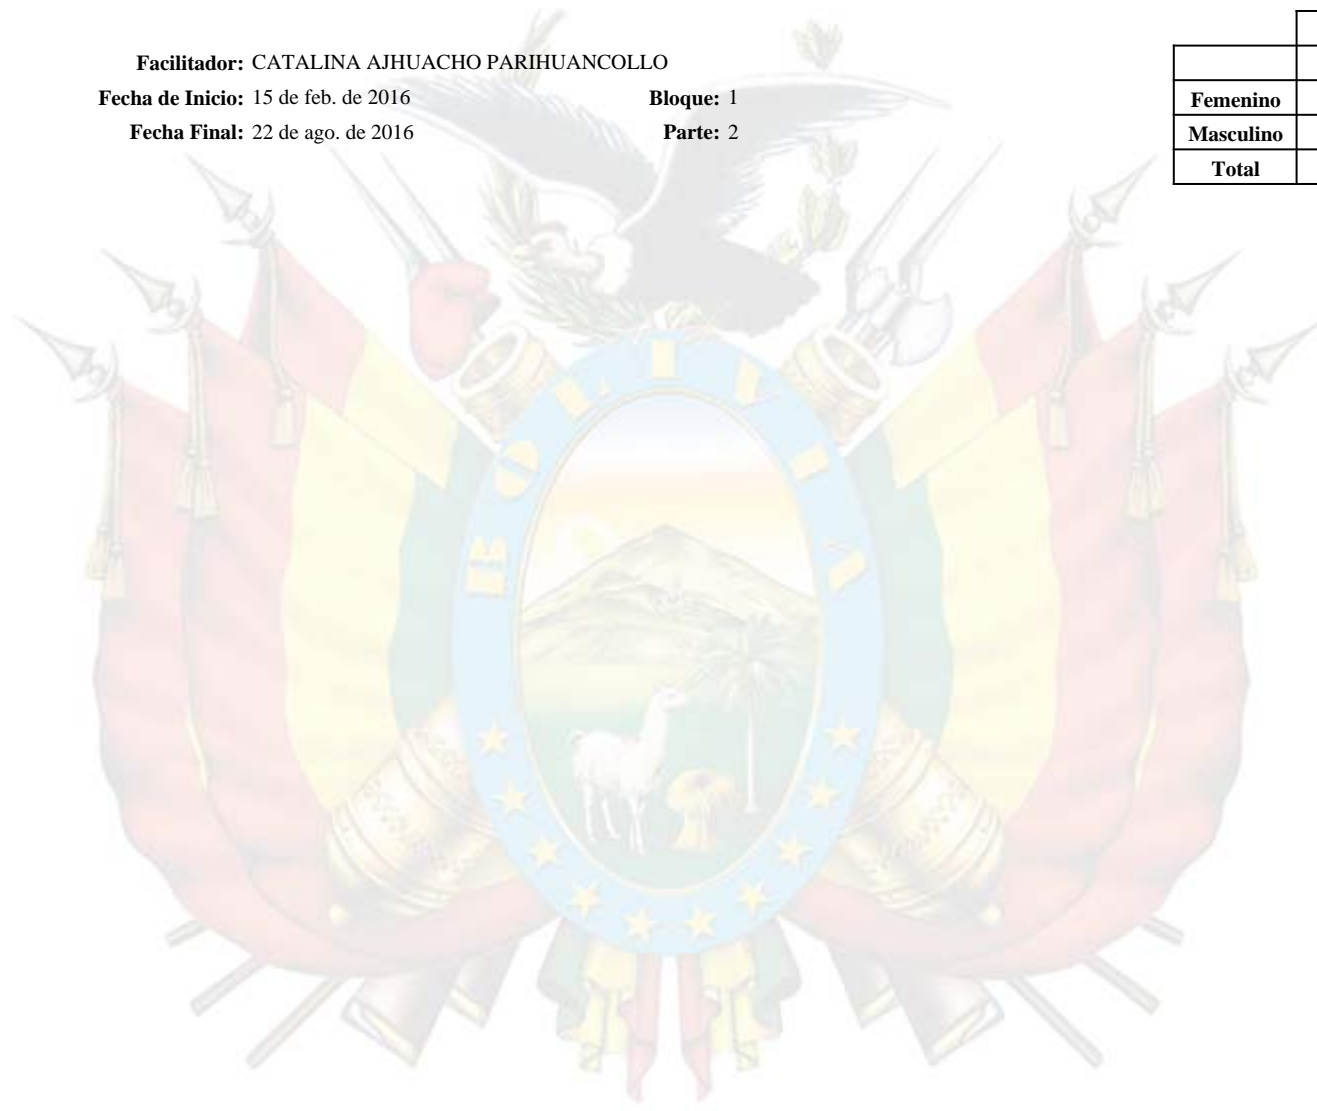 Facilitador: CATALINA AJHUACHO PARIHUANCOLLO
Fecha de Inicio: 15 de feb. de 2016 Bloque: 1
Fecha Final: 22 de ago. de 2016 Parte: 2
Femenino
Masculino
Total
BOLIVIA